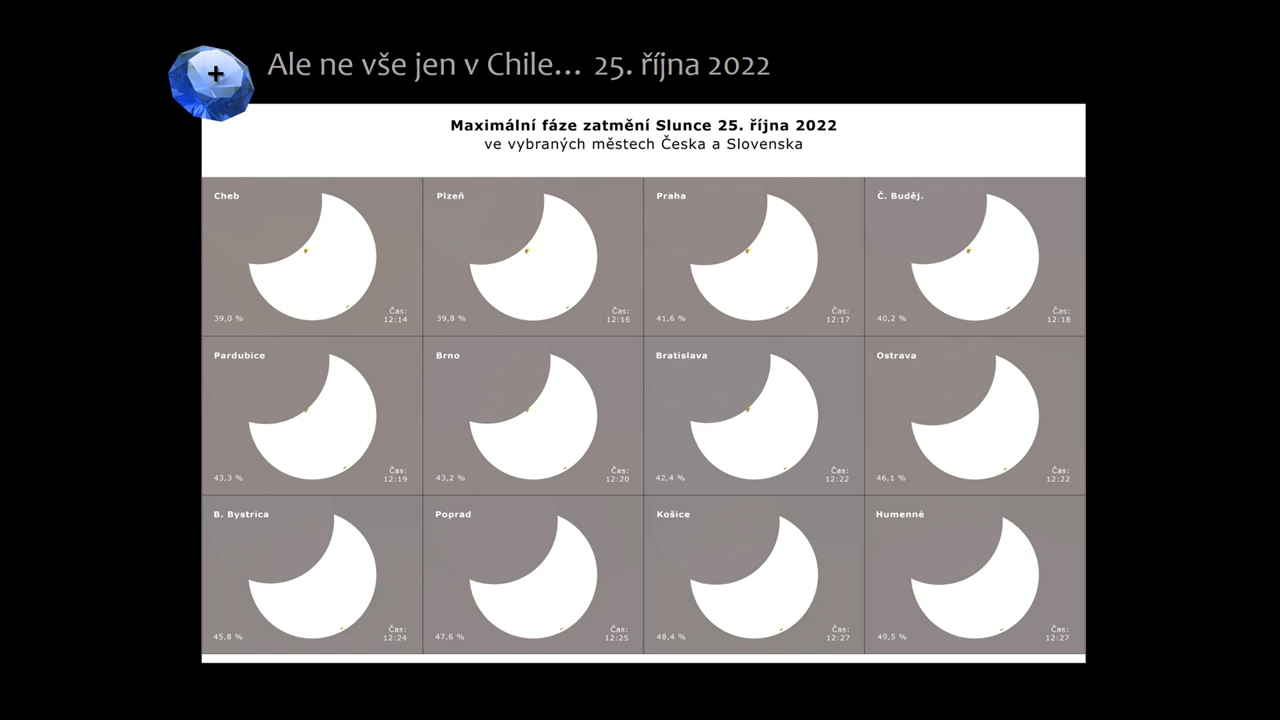 Ale ne vše jen v Chile... 25. října 2022
Maximální fáze zatmění Slunce 25. října 2022
ve vybraných městech Česka a Slovenska
Cheb
39,0 %
Čas:
12:14
Plzeň
39,8 %
Čas:
12:16
Praha
41,6 %
Čas:
12:17
Č. Buděj.
40,2 %
Čas:
12:18
Pardubice
43,3 %
Čas:
12:19
Brno
43,2 %
Čas:
12:20
Bratislava
42,4 %
Čas:
12:22
Ostrava
46,1 %
Čas:
12:22
B. Bystrica
45,8 %
Čas:
12:24
Poprad
47,6 %
Čas:
12:25
Košice
48,4 %
Čas:
12:27
Humenné
49,5 %
Čas:
12:27